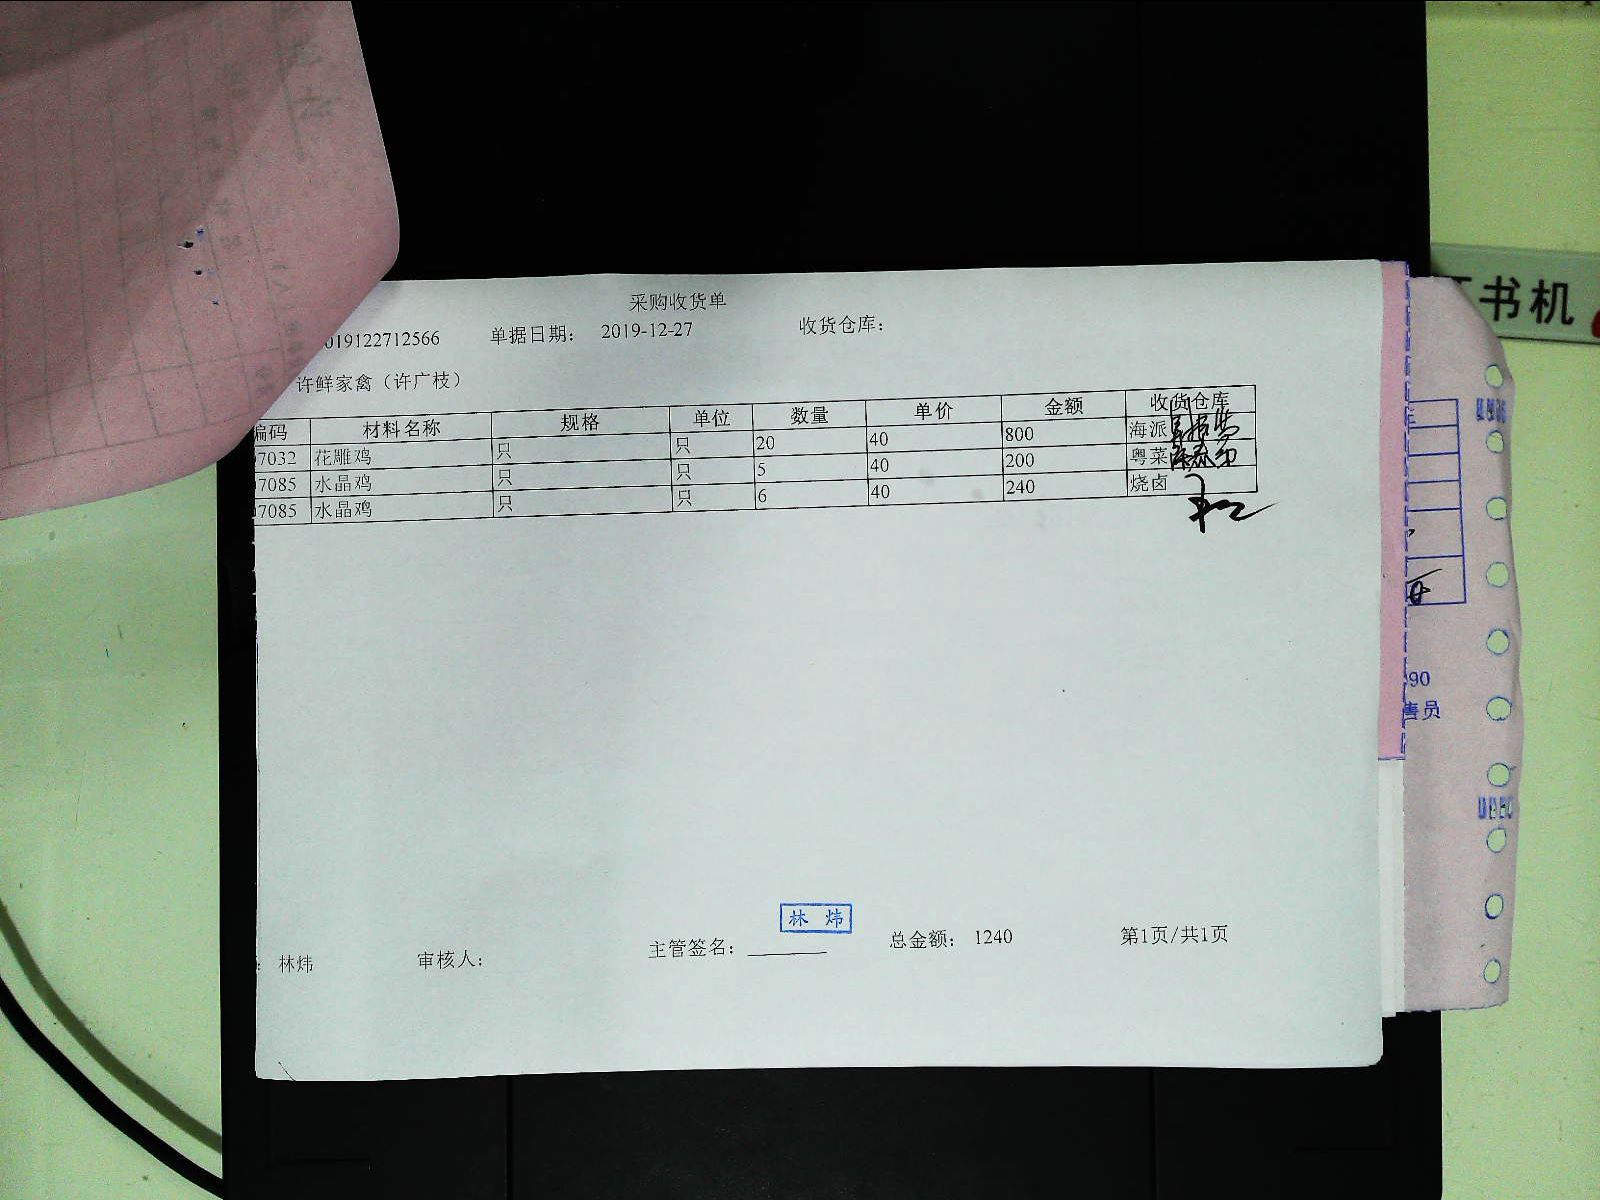 采购收货单
019122712566 单据日期: 2019-12-27 收货仓库:
许鲜家禽（许广枝）
编码 材料名称 规格 单位 数量 单价 金额 收货仓库
7032 花雕鸡 只 只 20 40 800 海派
7085 水晶鸡 只 只 5 40 200 粤菜
7085 水晶鸡 只 只 6 40 240 烧卤
林 炜
: 林炜 审核人: 主管签名: 总金额: 1240 第1页/共1页
书机
90
售员